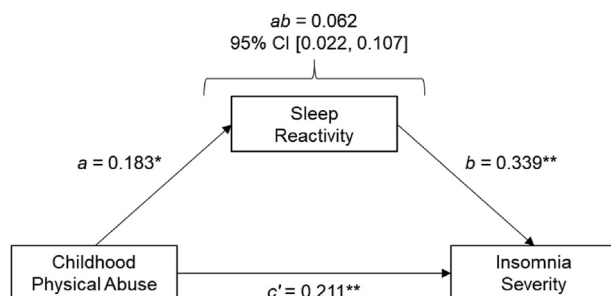 ab = 0.062
95% CI [0.022, 0.107]
Sleep
Reactivity
a = 0.183*
b = 0.339**
Childhood
Physical Abuse
Insomnia
Severity
c' = 0.211**